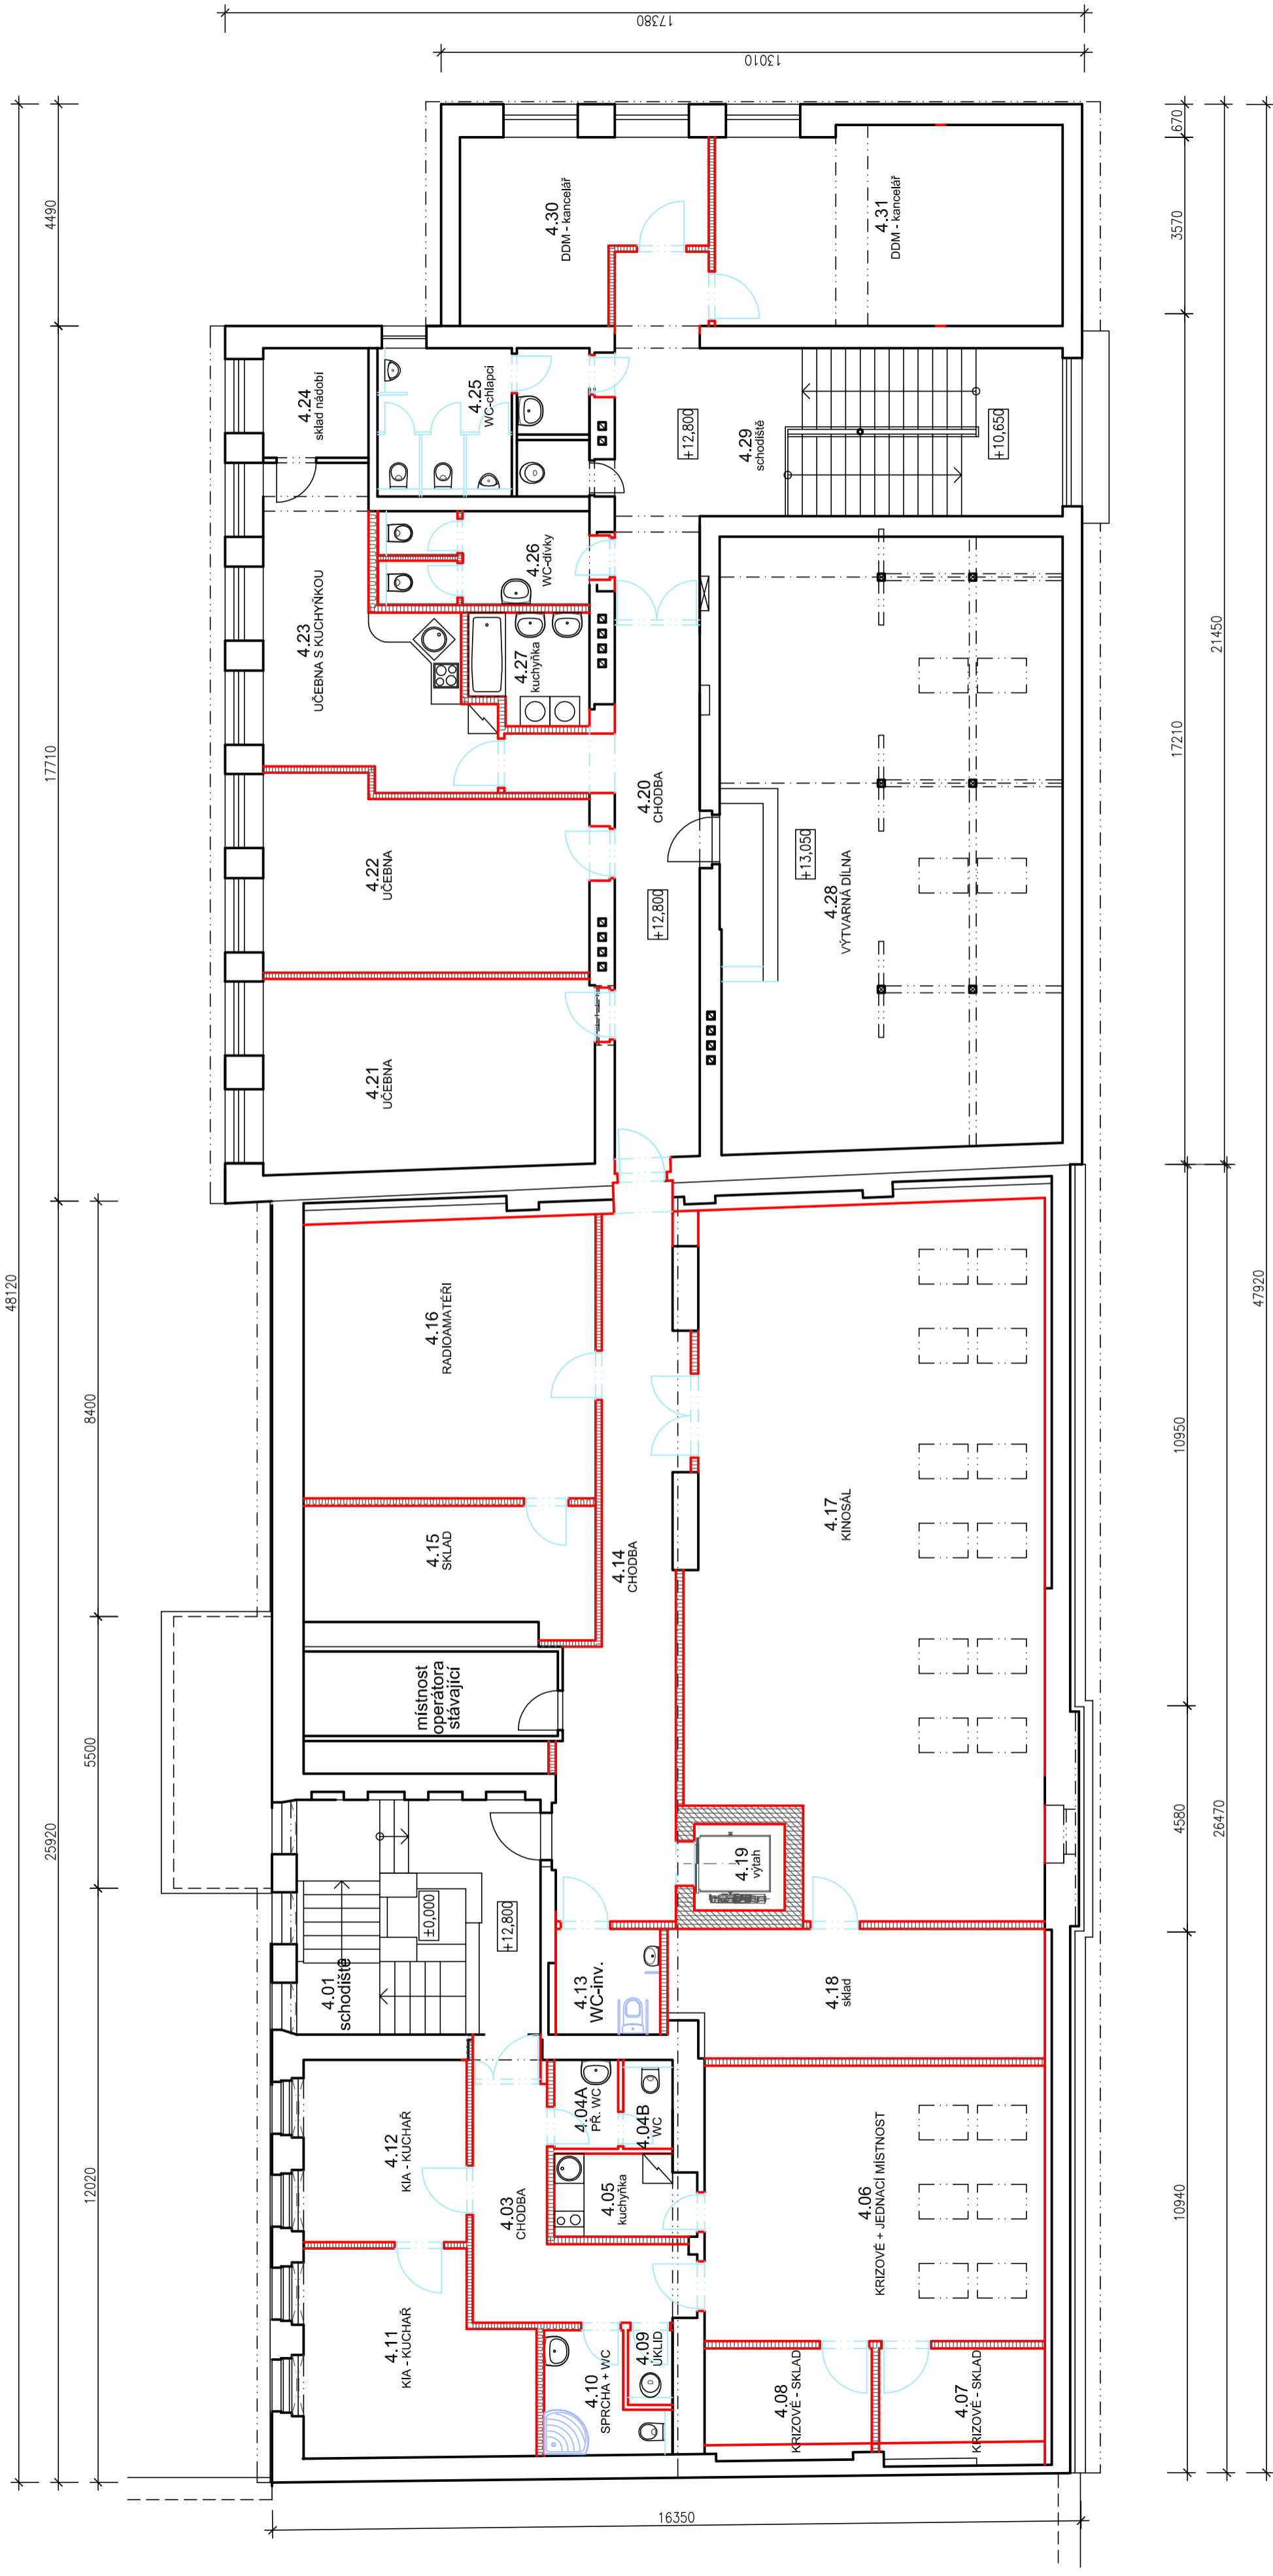 17380
13010
48120
4490
17710
8400
5500
25920
12020
670
3570
17210
21450
10950
4580
26470
10940
47920
16350
4.30
DDM - kancelář
4.31
DDM - kancelář
4.24
sklad nádobí
4.25
WC-chlapci
+12,800
4.29
schodiště
+10,650
4.23
UČEBNA S KUCHYŇKOU
4.26
WC-dívky
4.27
kuchyňka
4.20
CHODBA
4.22
UČEBNA
+12,800
+13,050
4.28
VÝTVARNÁ DÍLNA
4.21
UČEBNA
4.16
RADIOAMATÉŘI
4.15
SKLAD
4.14
CHODBA
4.17
KINOSÁL
místnost
operátora
stávající
4.19
výtah
±0,000
+12,800
4.01
schodiště
4.13
WC-inv.
4.18
sklad
4.12
KIA - KUCHAŘ
4.04A
PŘ. WC
4.04B
WC
4.03
CHODBA
4.05
kuchyňka
4.06
KRIZOVÉ + JEDNACÍ MÍSTNOST
4.11
KIA - KUCHAŘ
4.10
SPRCHA + WC
4.09
ÚKLID
4.08
KRIZOVÉ - SKLAD
4.07
KRIZOVÉ - SKLAD